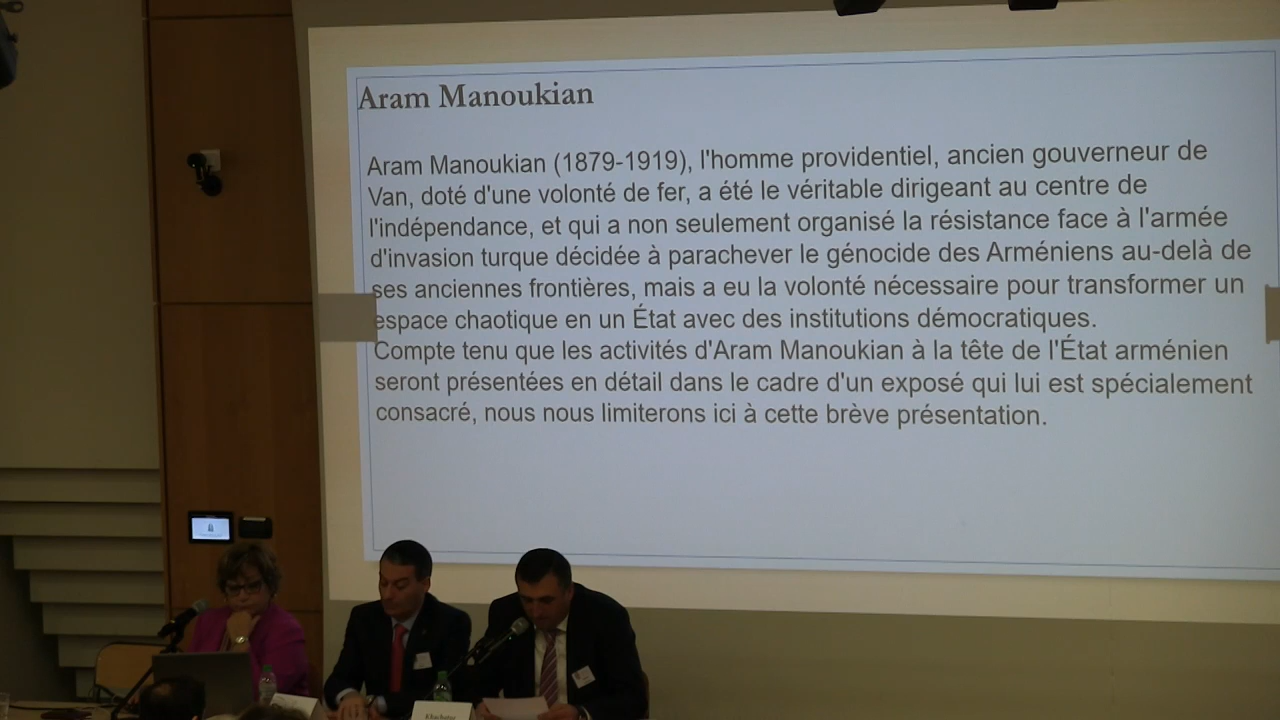 Aram Manoukian
Aram Manoukian (1879-1919), l'homme providentiel, ancien gouverneur de
Van, doté d'une volonté de fer, a été le véritable dirigeant au centre de
l'indépendance, et qui a non seulement organisé la résistance face à l'armée
d'invasion turque décidée à parachever le génocide des Arméniens au-delà de
ses anciennes frontières, mais a eu la volonté nécessaire pour transformer un
espace chaotique en un État avec des institutions démocratiques.
Compte tenu que les activités d'Aram Manoukian à la tête de l'État arménien
seront présentées en détail dans le cadre d'un exposé qui lui est spécialement
consacré, nous nous limiterons ici à cette brève présentation.